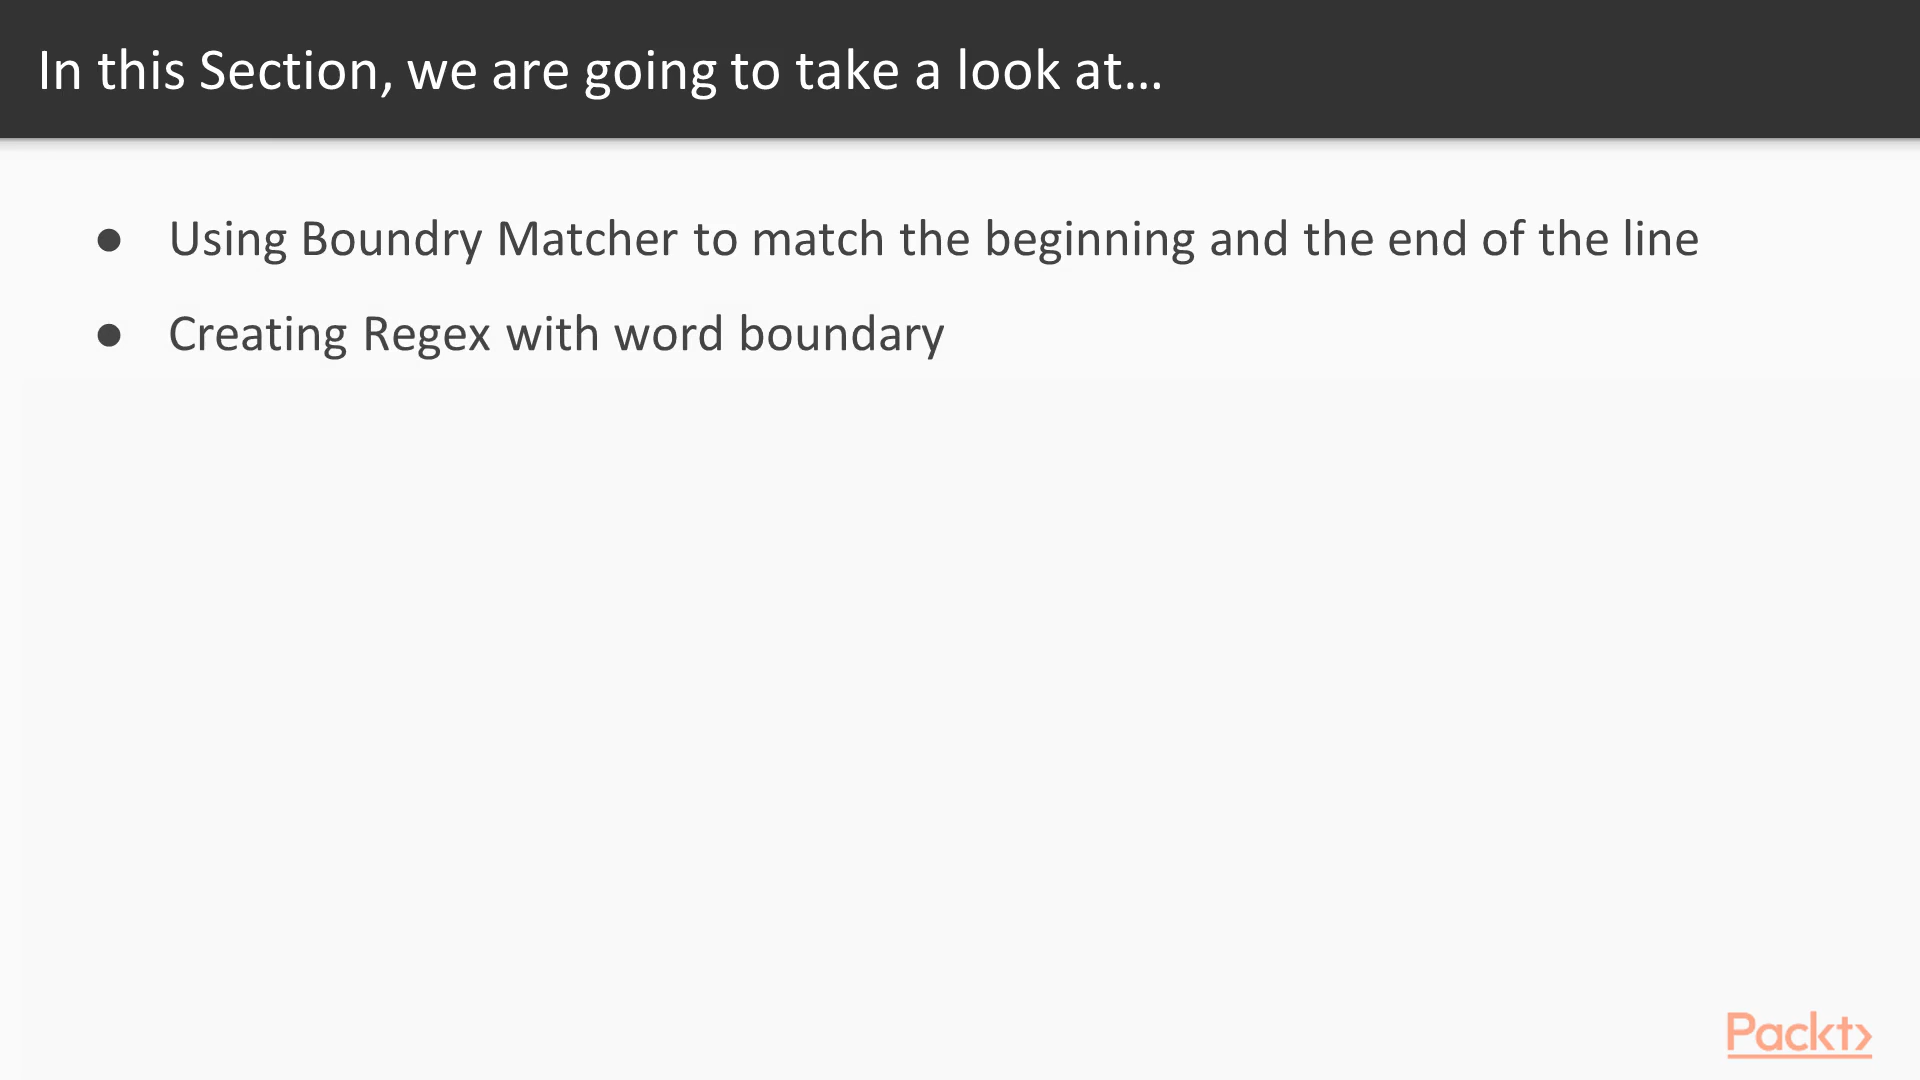 In this Section, we are going to take a look at...
● Using Boundry Matcher to match the beginning and the end of the line
● Creating Regex with word boundary
Packt>